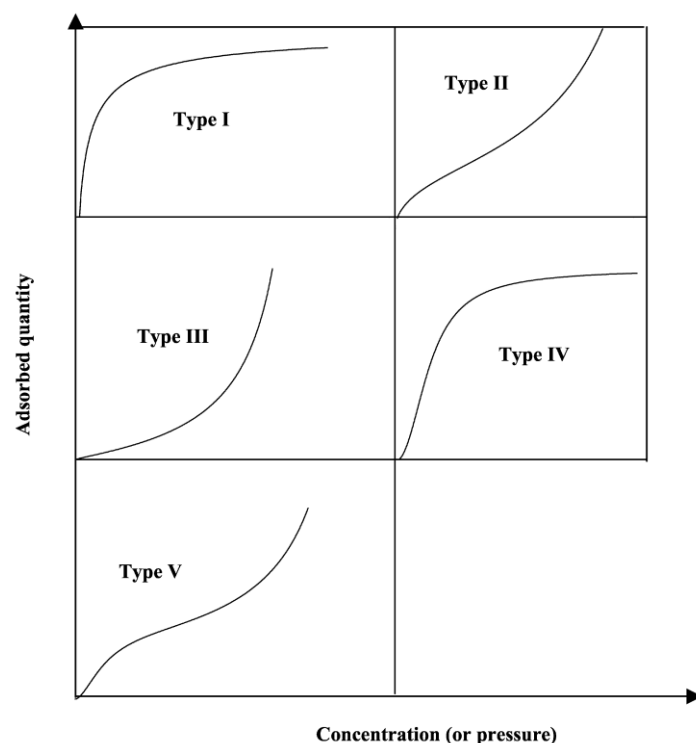 Type I
Type II
Type III
Type IV
Type V
Adsorbed quantity
Concentration (or pressure)